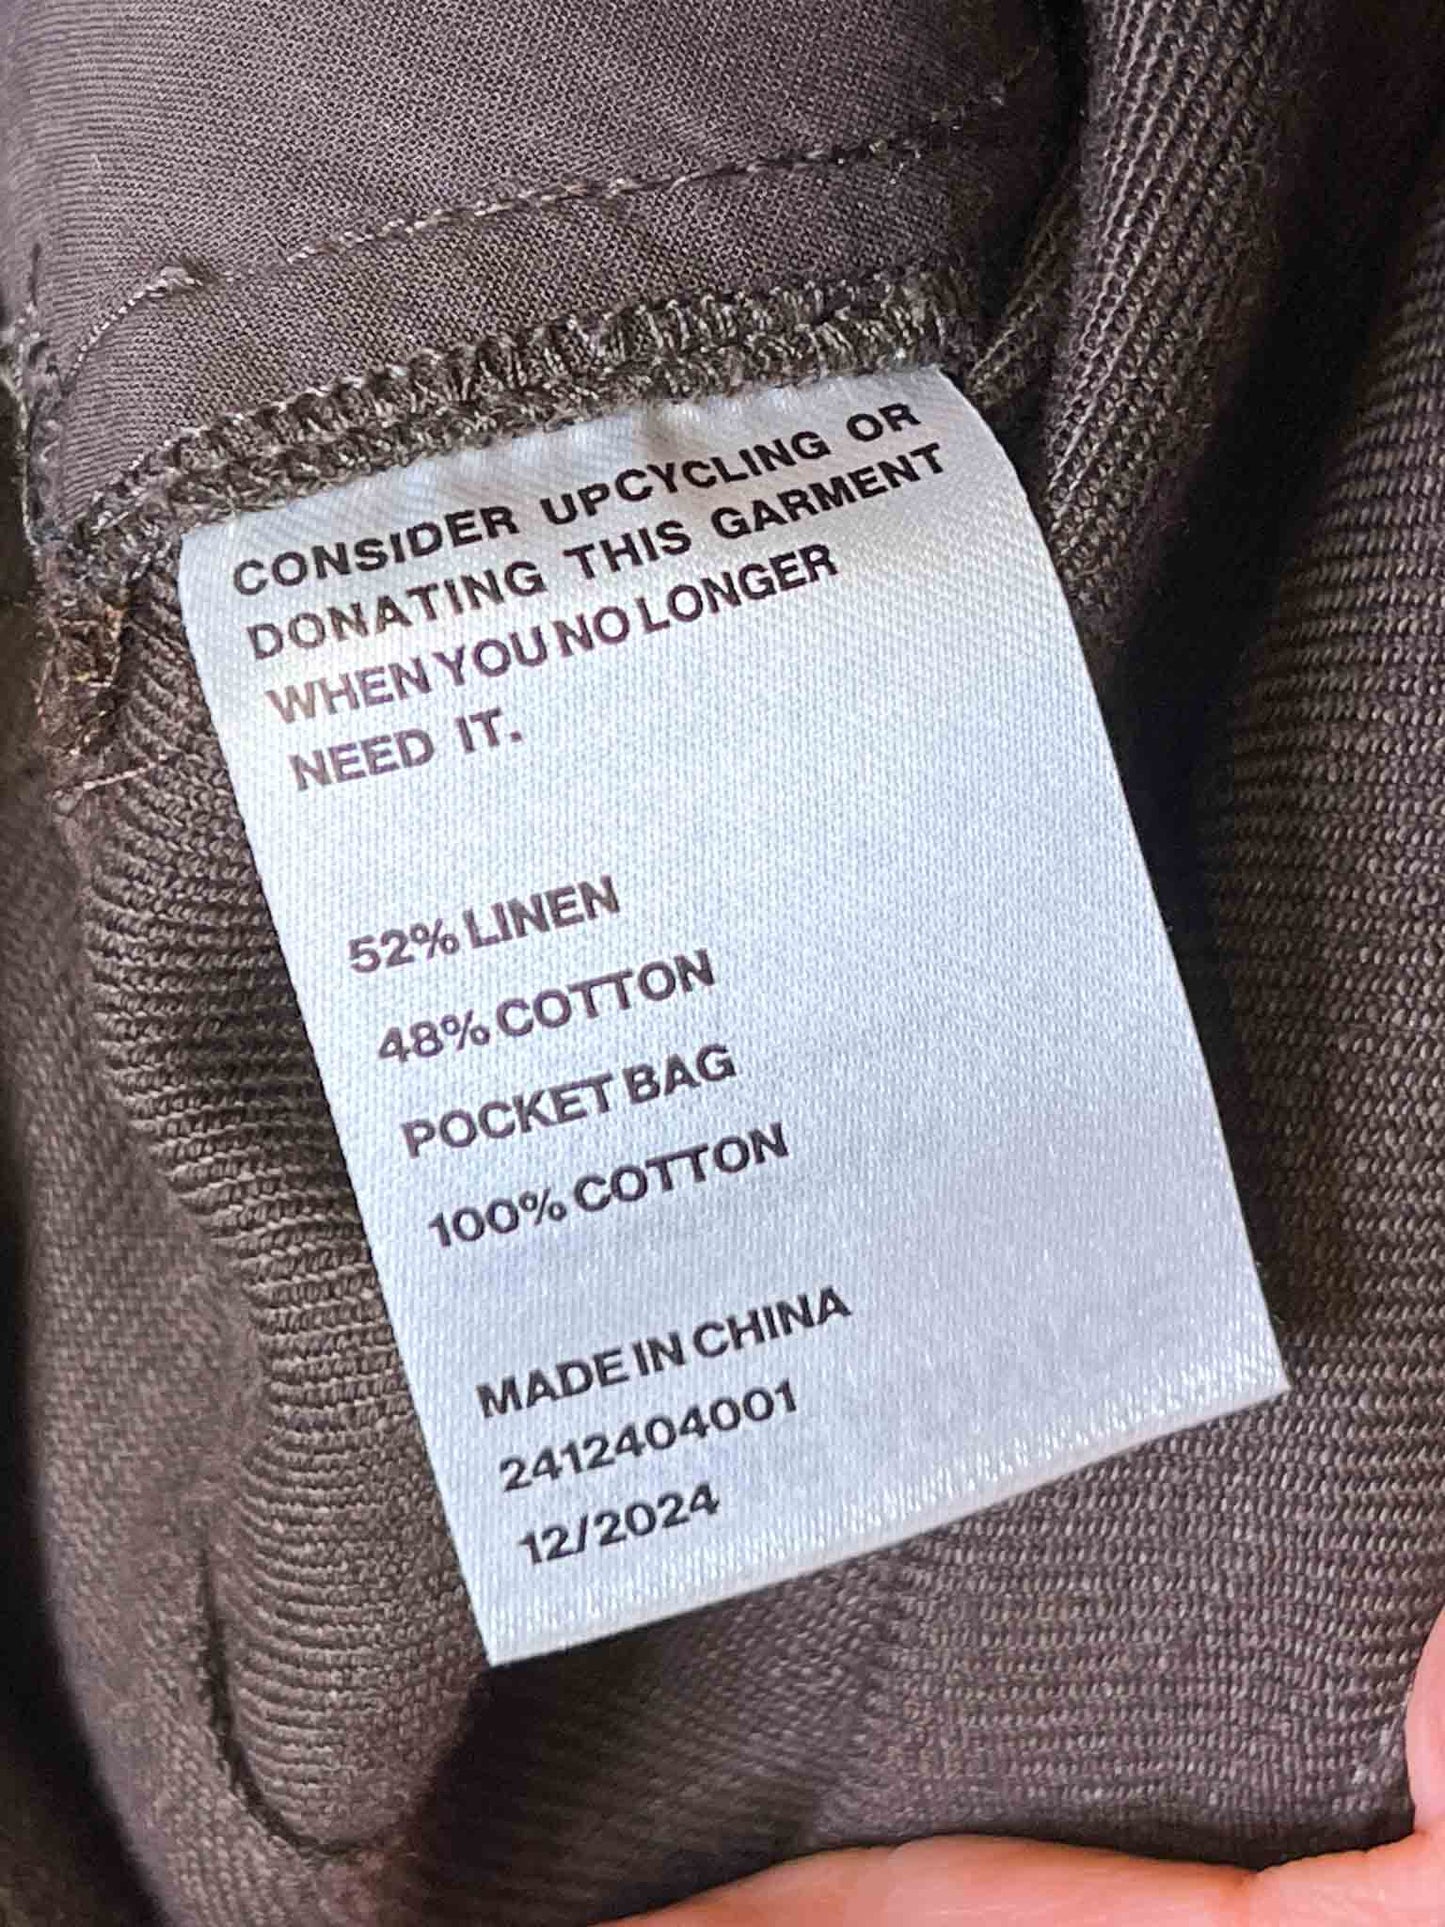 CONSIDER UPCYCLING OR
DONATING THIS GARMENT
WHEN YOU NO LONGER
NEED IT.
52% LINEN
48% COTTON
POCKET BAG
100% COTTON
MADE IN CHINA
2412404001
12/2024